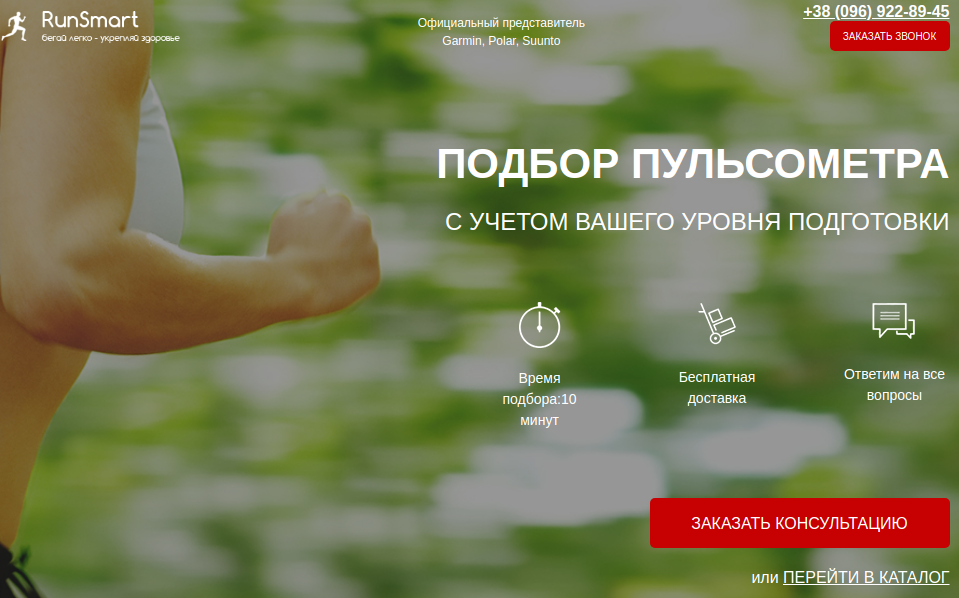 RunSmart
бегай легко - укрепляй здоровье
Официальный представитель
Garmin, Polar, Suunto
+38 (096) 922-89-45
ЗАКАЗАТЬ ЗВОНОК
ПОДБОР ПУЛЬСОМЕТРА
С УЧЕТОМ ВАШЕГО УРОВНЯ ПОДГОТОВКИ
Время
подбора:10
минут
Бесплатная
доставка
Ответим на все
вопросы
ЗАКАЗАТЬ КОНСУЛЬТАЦИЮ
или ПЕРЕЙТИ В КАТАЛОГ